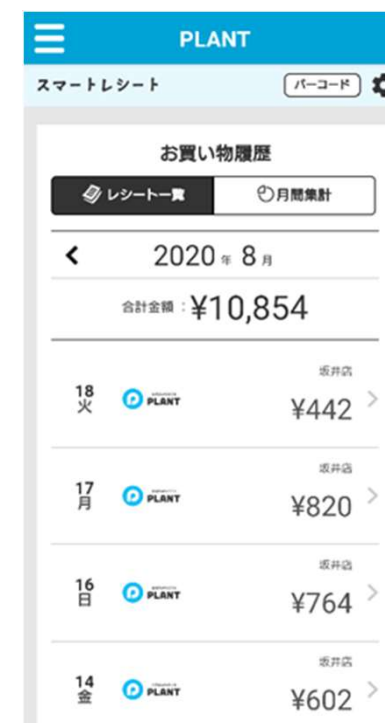 PLANT
スマートレシート
バーコード
お買い物履歴
レシート一覧
月間集計
2020 年 8 月
合計金額：¥10,854
坂井店
18
火
PLANT
¥442
坂井店
17
月
PLANT
¥820
坂井店
16
日
PLANT
¥764
坂井店
14
金
PLANT
¥602